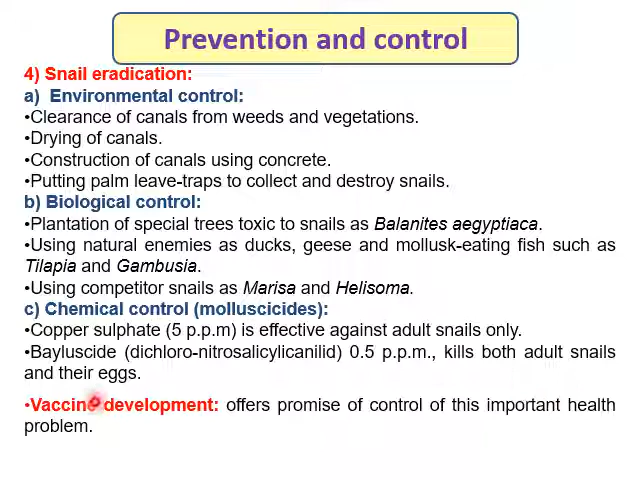 Prevention and control
4) Snail eradication:
a) Environmental control:
•Clearance of canals from weeds and vegetations.
•Drying of canals.
•Construction of canals using concrete.
•Putting palm leave-traps to collect and destroy snails.
b) Biological control:
•Plantation of special trees toxic to snails as Balanites aegyptiaca.
•Using natural enemies as ducks, geese and mollusk-eating fish such as
Tilapia and Gambusia.
•Using competitor snails as Marisa and Helisoma.
c) Chemical control (molluscicides):
•Copper sulphate (5 p.p.m) is effective against adult snails only.
•Bayluscide (dichloro-nitrosalicylicanilid) 0.5 p.p.m., kills both adult snails
and their eggs.
•Vaccine development: offers promise of control of this important health
problem.